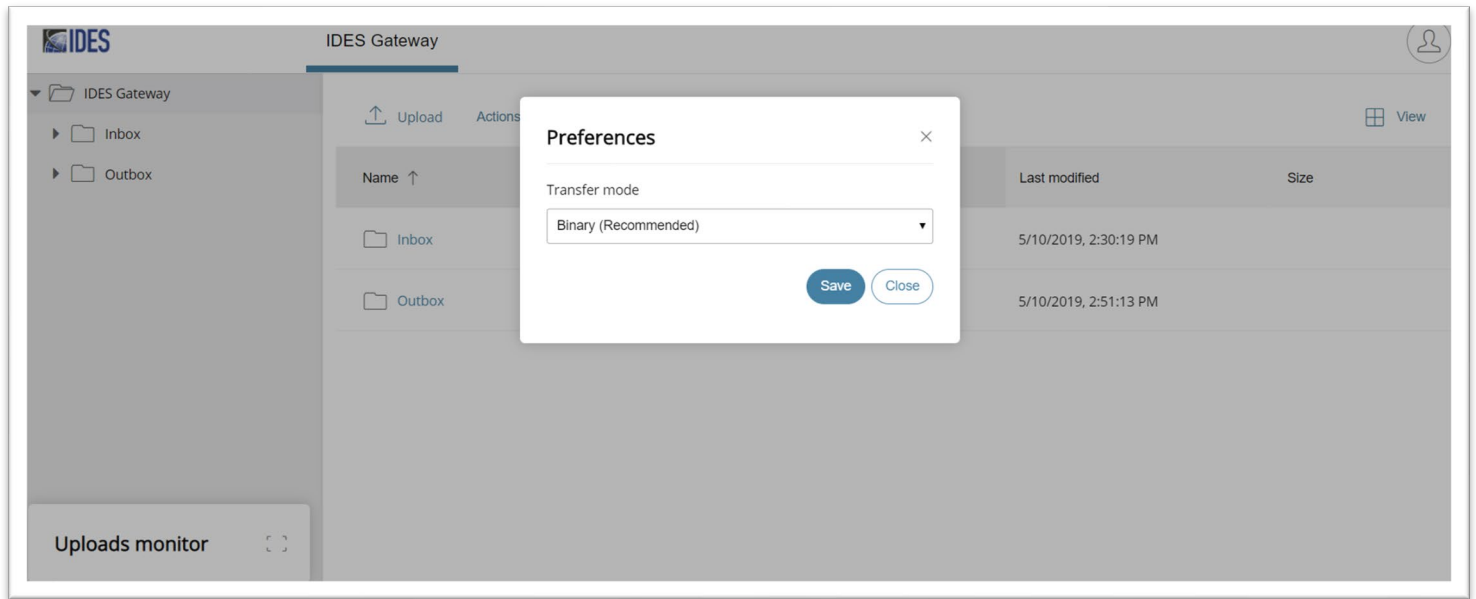 IDES
IDES Gateway
IDES Gateway
Inbox
Outbox
Upload Actions
View
Preferences
Transfer mode
Binary (Recommended)
Save Close
Name Last modified Size
Inbox 5/10/2019, 2:30:19 PM
Outbox 5/10/2019, 2:51:13 PM
Uploads monitor